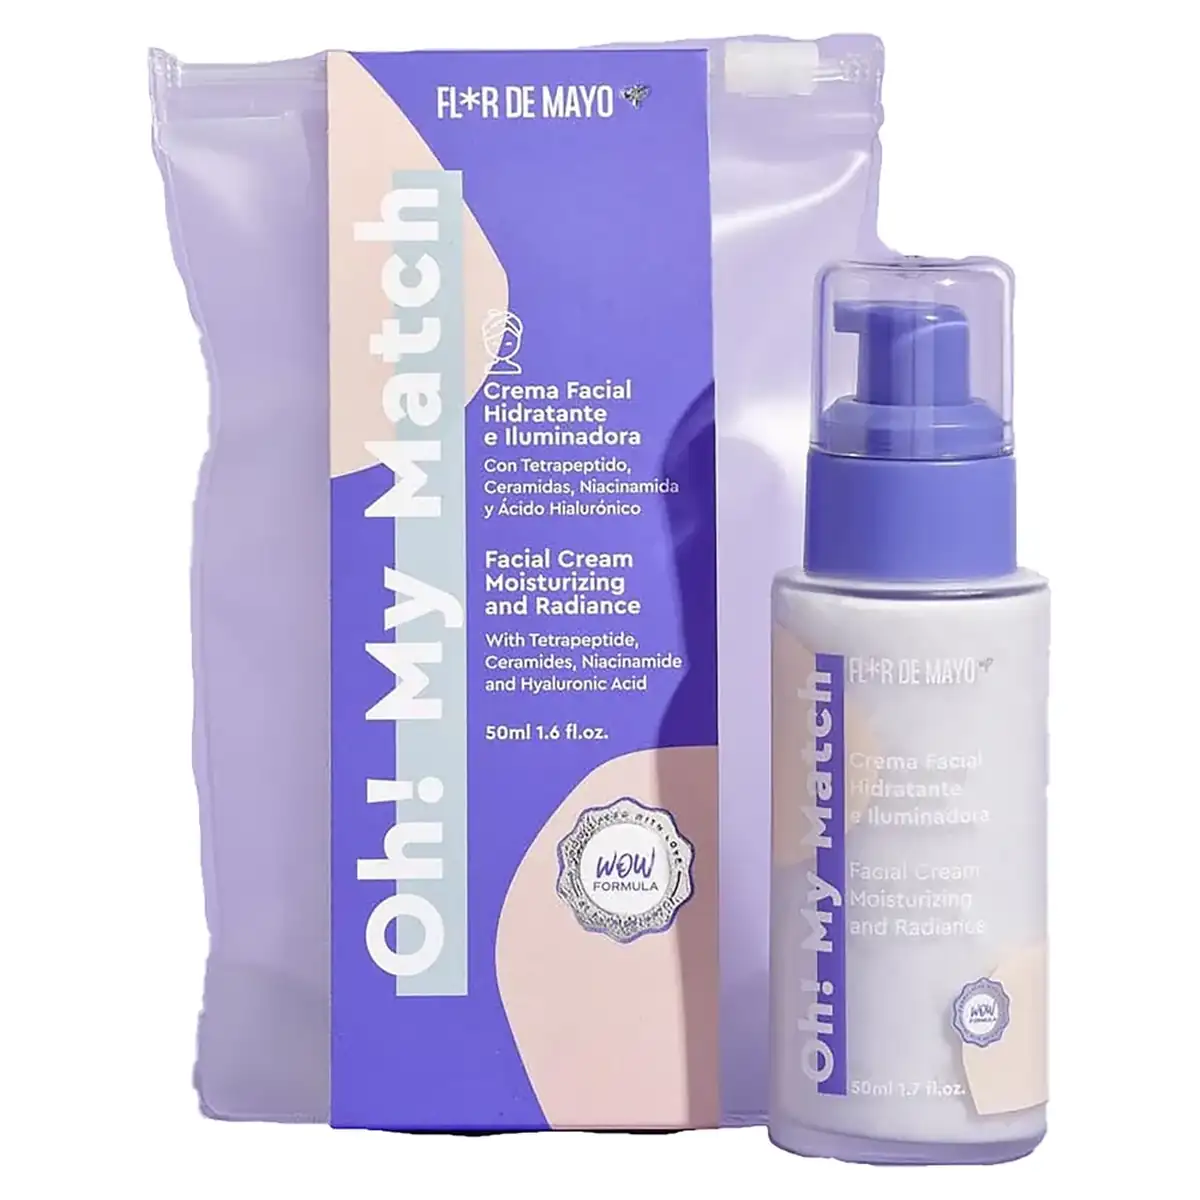 FL*R DE MAYO
Oh! My Match
Crema Facial
Hidratante
e Iluminadora
Con Tetrapeptido,
Ceramidas, Niacinamida
y Ácido Hialurónico
Facial Cream
Moisturizing
and Radiance
With Tetrapeptide,
Ceramides, Niacinamide
and Hyaluronic Acid
50ml 1.6 fl.oz.
WITH LOVE
WOW
FORMULA
FL*R DE MAYO
Oh! My Match
Crema Facial
Hidratante
e Iluminadora
Facial Cream
Moisturizing
and Radiance
WOW
FORMULA
50ml 1.7 fl.oz.